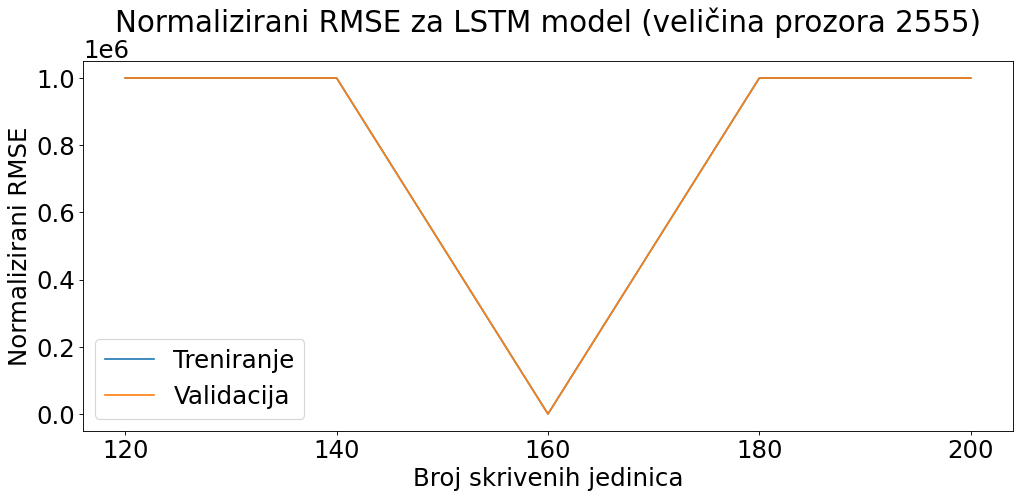 Normalizirani RMSE za LSTM model (veličina prozora 2555)
1e6
1.0
0.8
0.6
0.4
0.2
0.0
Normalizirani RMSE
Treniranje
Validacija
120 140 160 180 200
Broj skrivenih jedinica